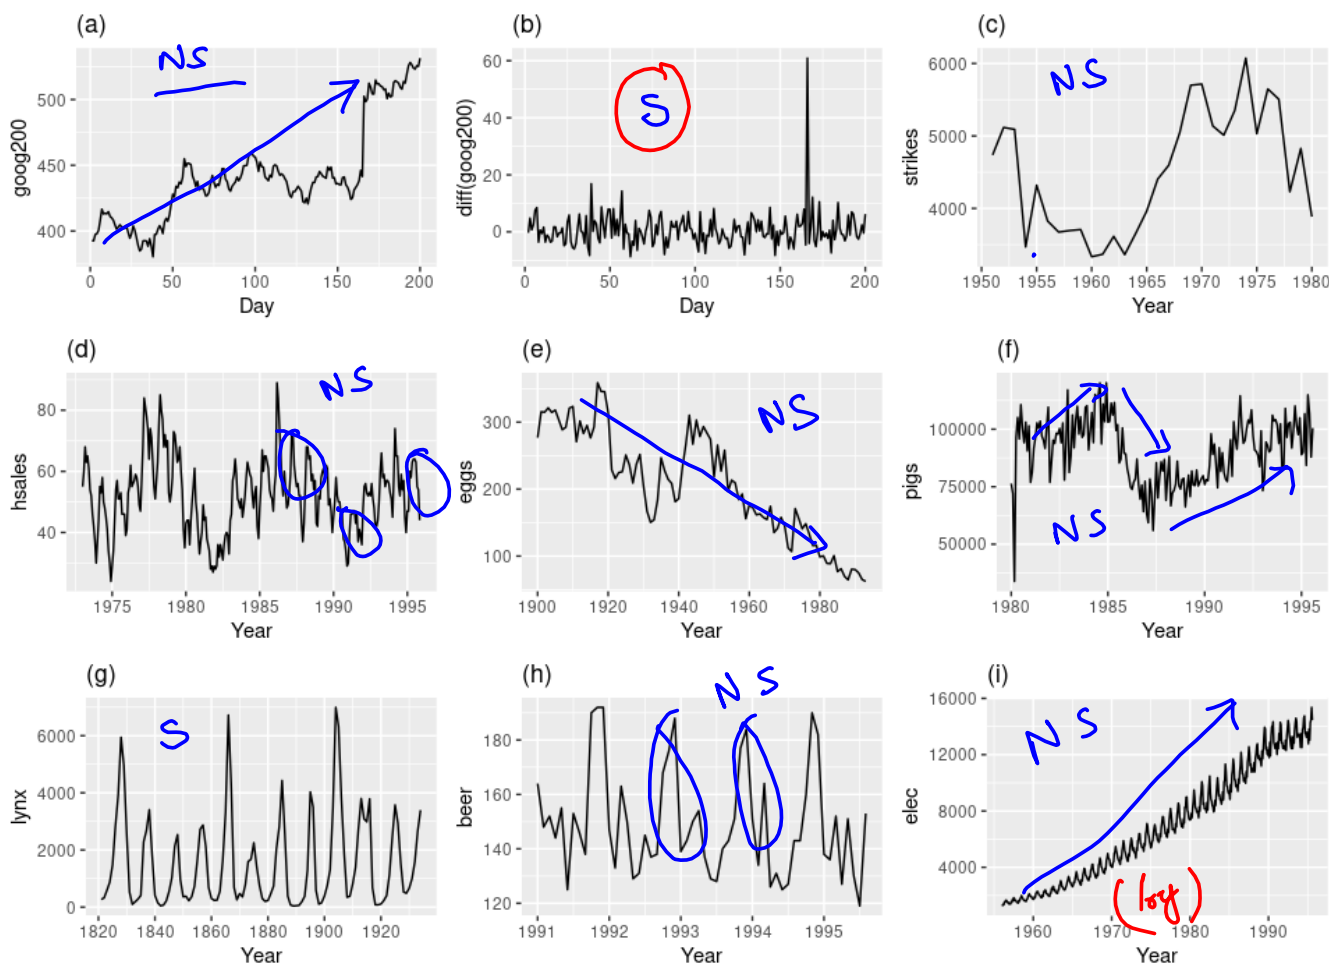 (a)
NS
goog200
500
450
400
0 50 100 150 200
Day
(b)
S
diff(goog200)
60
40
20
0
0 50 100 150 200
Day
(c)
NS
strikes
6000
5000
4000
1950 1955 1960 1965 1970 1975 1980
Year
(d)
NS
hsales
80
60
40
1975 1980 1985 1990 1995
Year
(e)
NS
eggs
300
200
100
1900 1920 1940 1960 1980
Year
(f)
NS
pigs
100000
75000
50000
1980 1985 1990 1995
Year
(g)
S
lynx
6000
4000
2000
0
1820 1840 1860 1880 1900 1920
Year
(h)
NS
beer
180
160
140
120
1991 1992 1993 1994 1995
Year
(i)
NS
elec
16000
12000
8000
4000
(log)
1960 1970 1980 1990
Year